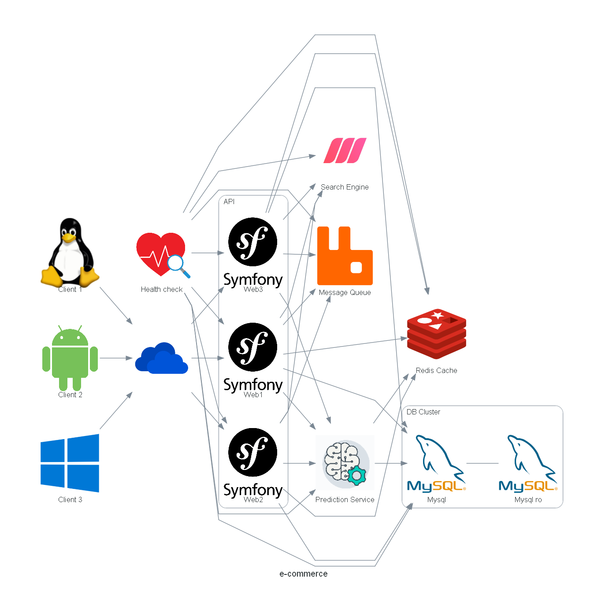 Search Engine
API
Client 1
Health check
Symfony
Web3
Message Queue
Redis Cache
Client 2
Symfony
Web1
DB Cluster
Client 3
Symfony
Web2
Prediction Service
MySQL
Mysql
MySQL
Mysql ro
e-commerce